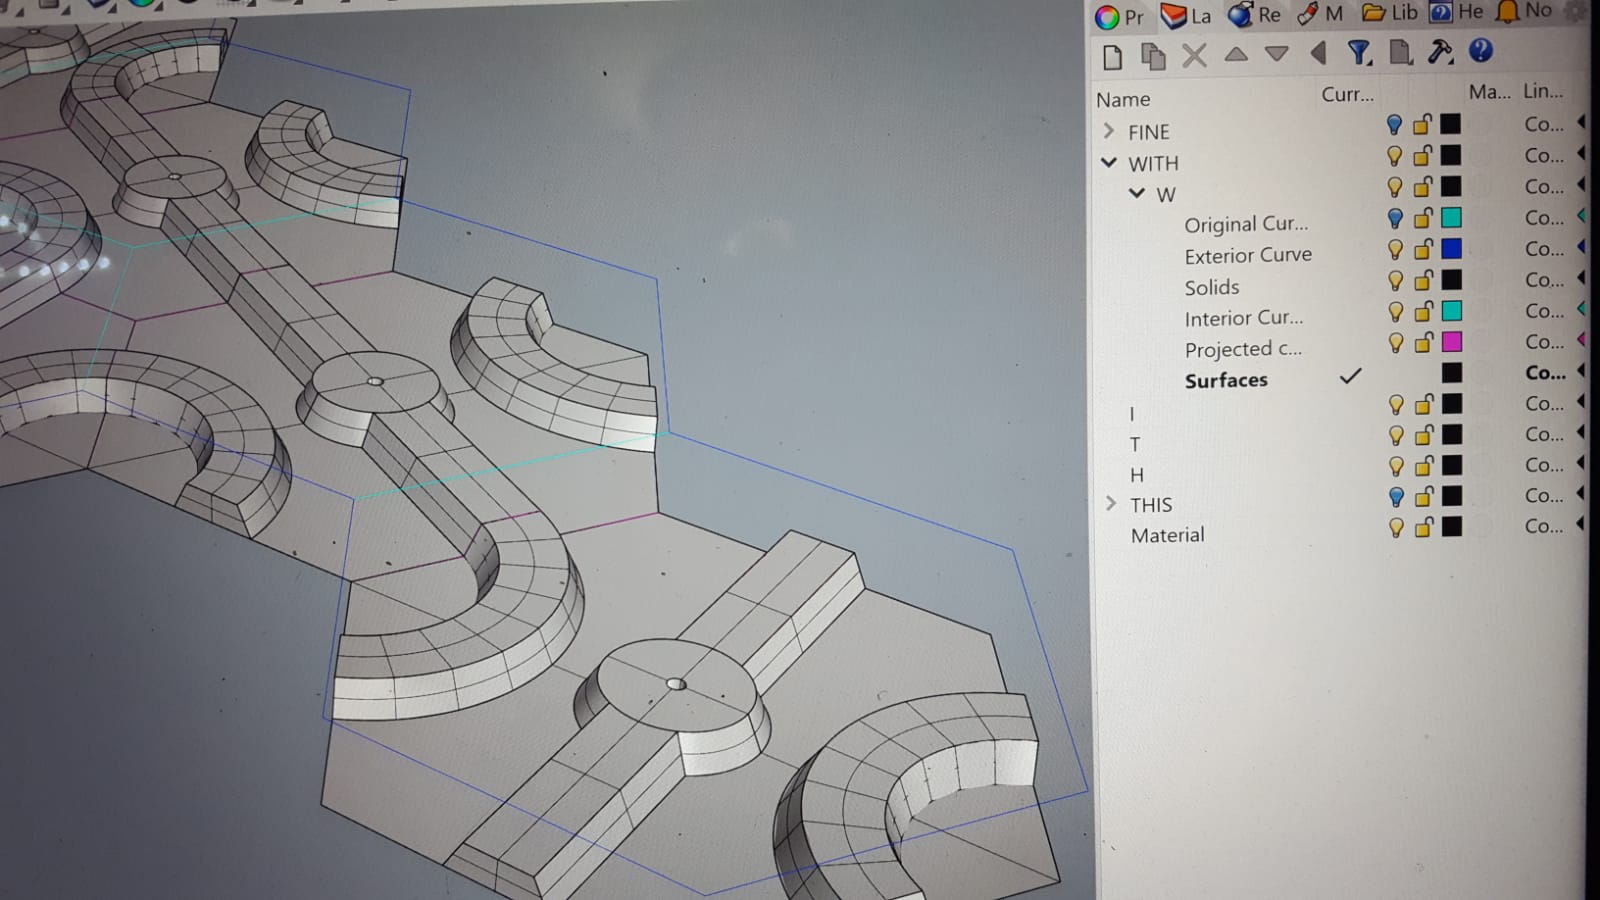 Pr La Re M Lib He No
Name Curr... Ma... Lin...
FINE Co...
WITH Co...
W Co...
Original Cur... Co...
Exterior Curve Co...
Solids Co...
Interior Cur... Co...
Projected c... Co...
Surfaces Co...
I Co...
T Co...
H Co...
THIS Co...
Material Co...